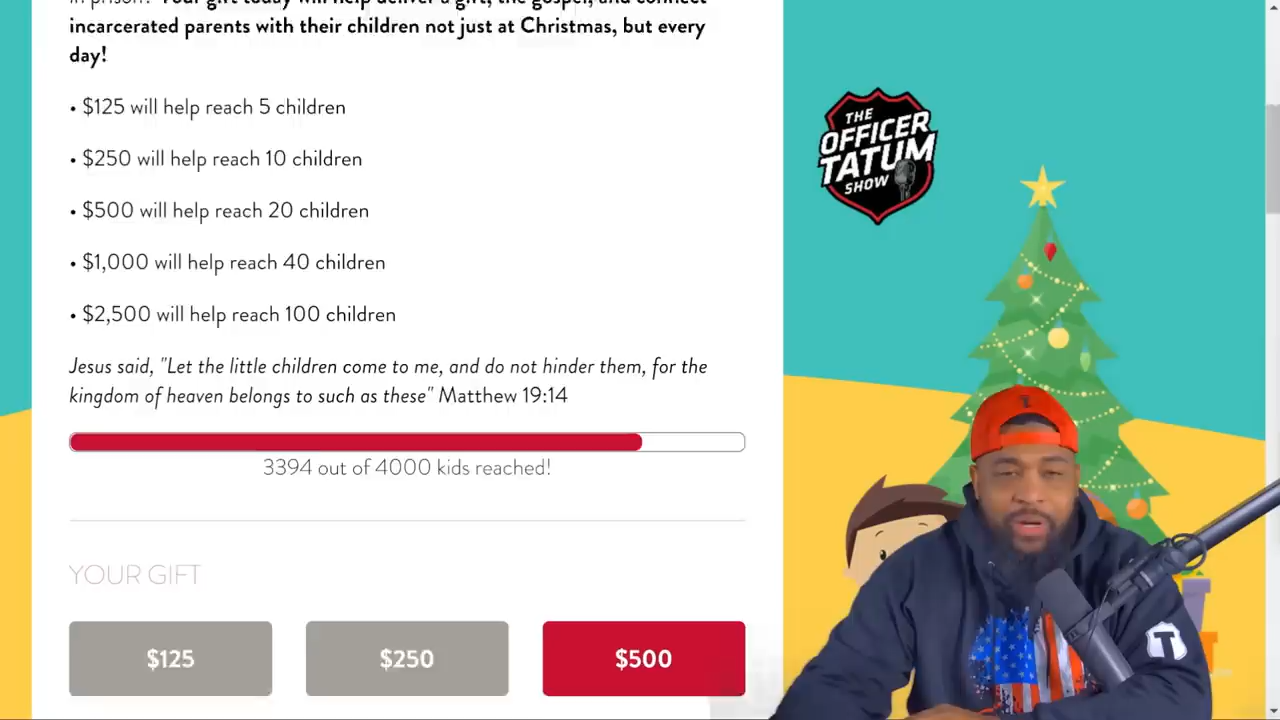 incarcerated parents with their children not just at Christmas, but every
day!
• $125 will help reach 5 children
• $250 will help reach 10 children
• $500 will help reach 20 children
• $1,000 will help reach 40 children
• $2,500 will help reach 100 children
Jesus said, "Let the little children come to me, and do not hinder them, for the
kingdom of heaven belongs to such as these" Matthew 19:14
3394 out of 4000 kids reached!
YOUR GIFT
$125
$250
$500
THE
OFFICER
TATUM
SHOW
T